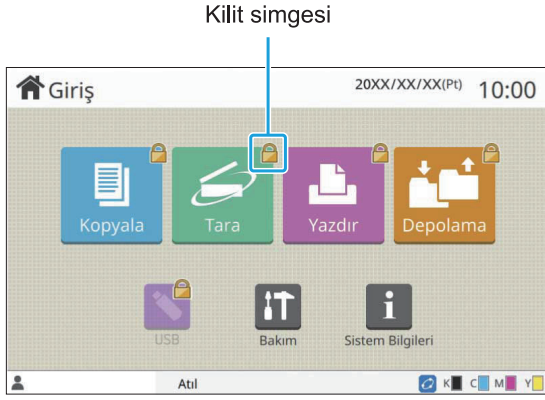 Kilit simgesi
Giriş
20XX/XX/XX(Pt) 10:00
Kopyala Tara Yazdır Depolama
USB Bakım Sistem Bilgileri
Atıl K C M Y